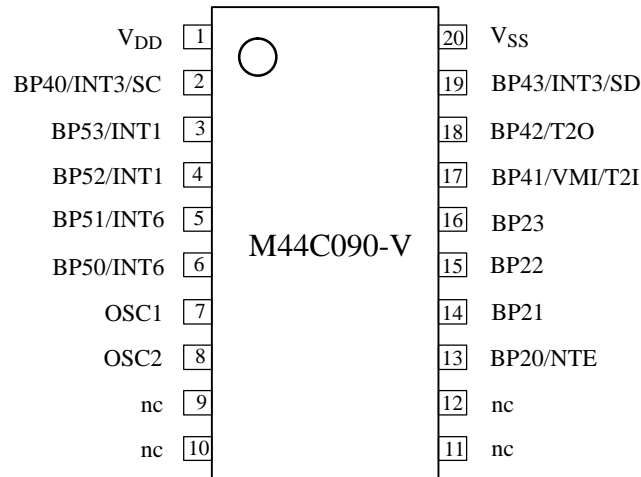 VDD 1 20 VSS
BP40/INT3/SC 2 19 BP43/INT3/SD
BP53/INT1 3 18 BP42/T2O
BP52/INT1 4 17 BP41/VMI/T2I
BP51/INT6 5 16 BP23
M44C090-V
BP50/INT6 6 15 BP22
OSC1 7 14 BP21
OSC2 8 13 BP20/NTE
nc 9 12 nc
nc 10 11 nc